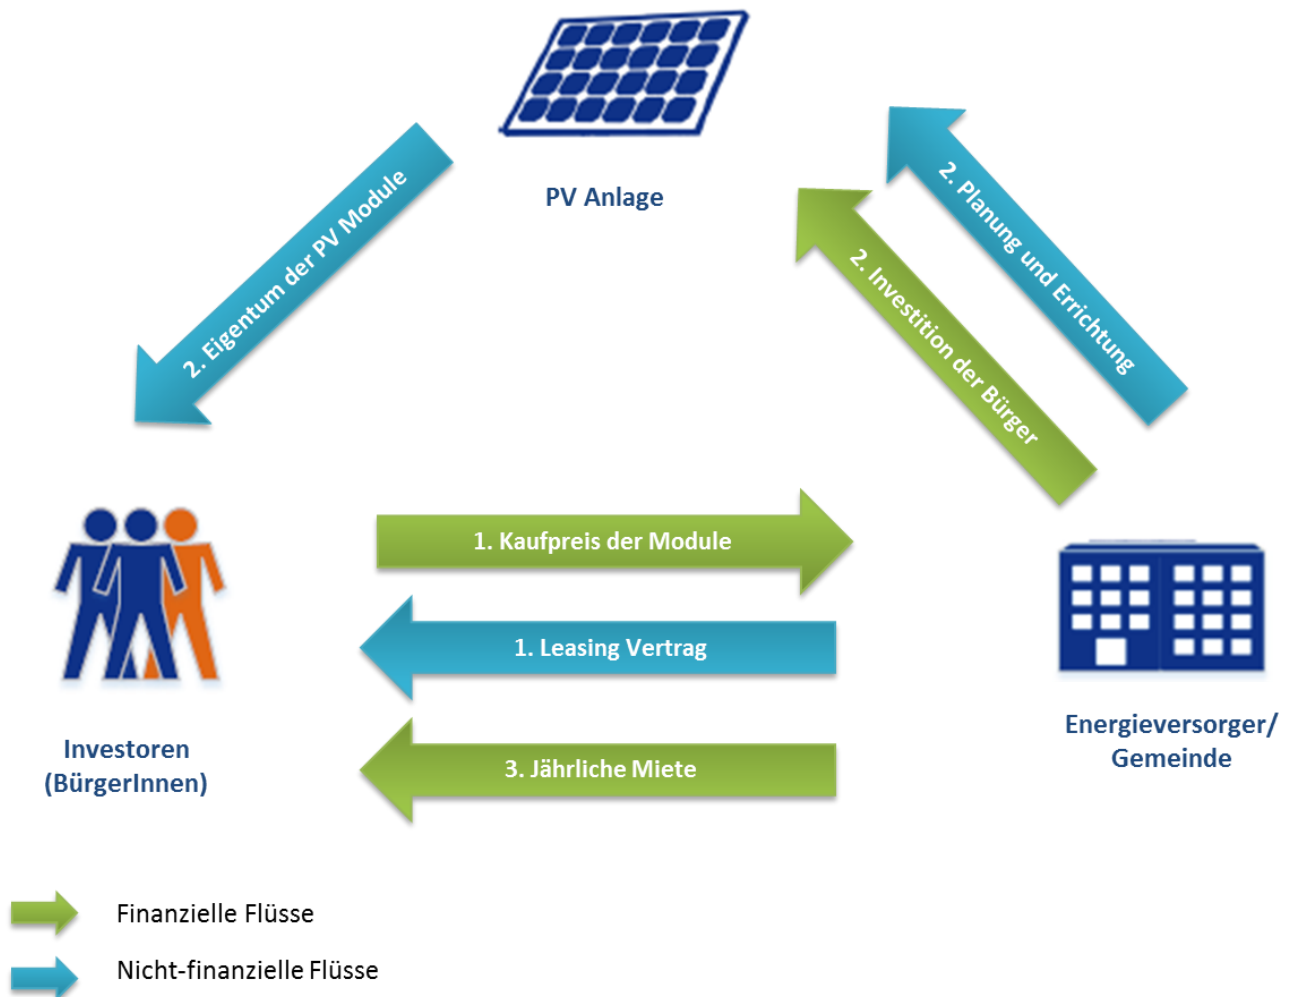 PV Anlage
2. Eigentum der PV Module
2. Planung und Errichtung
2. Investition der Bürger
1. Kaufpreis der Module
1. Leasing Vertrag
3. Jährliche Miete
Investoren
(BürgerInnen)
Energieversorger/
Gemeinde
Finanzielle Flüsse
Nicht-finanzielle Flüsse